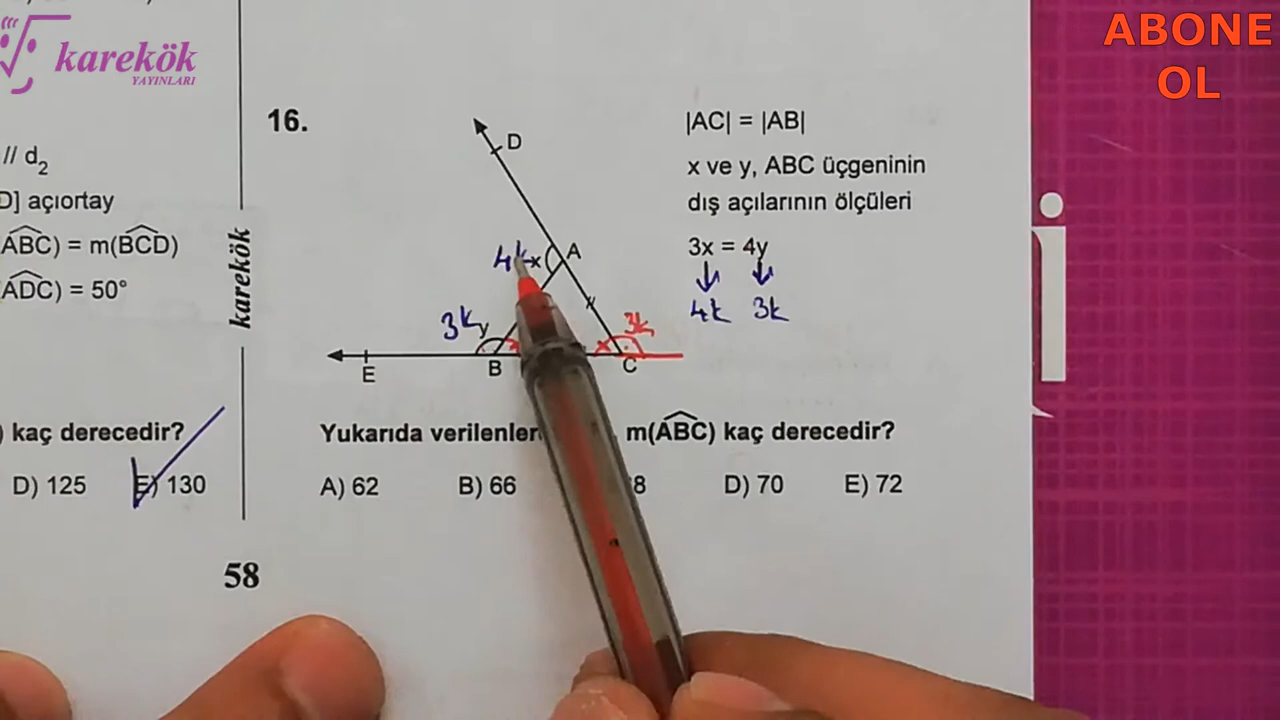 ABONE
OL
karekök
YAYINLARI
// d2
D] açıortay
ABC) = m(BCD)
ADC) = 50°
) kaç derecedir?
D) 125 E) 130
karekök
58
16.
D
A
4k x
3k y
3k
E
B
C
|AC| = |AB|
x ve y, ABC üçgeninin
dış açılarının ölçüleri
3x = 4y
4k 3k
Yukarıda verilenler m(ABC) kaç derecedir?
A) 62 B) 66 8 D) 70 E) 72